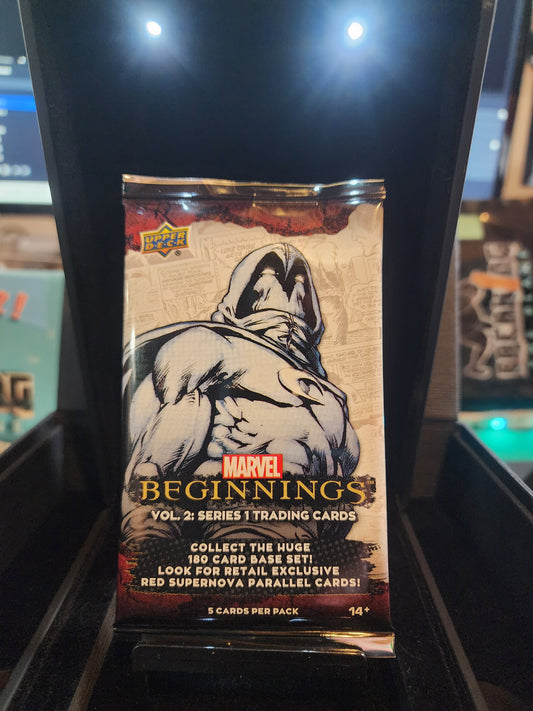 UPPER
DECK
®
MARVEL
BEGINNINGS™
VOL. 2: SERIES 1 TRADING CARDS
COLLECT THE HUGE
180 CARD BASE SET!
LOOK FOR RETAIL EXCLUSIVE
RED SUPERNOVA PARALLEL CARDS!
5 CARDS PER PACK
14+